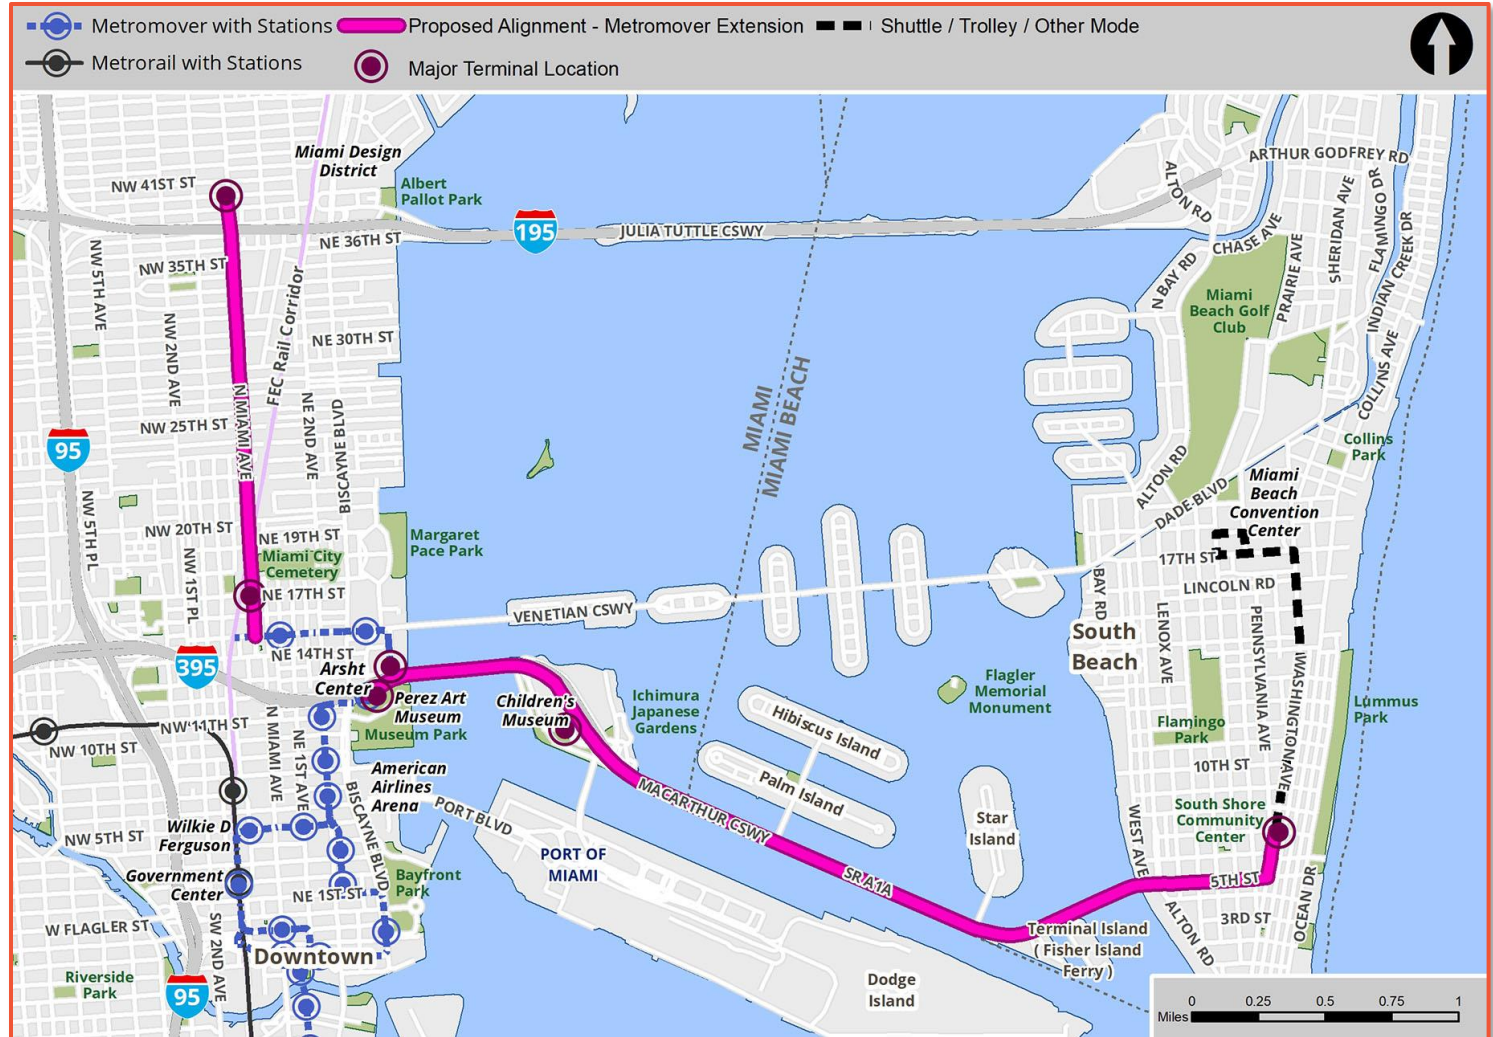 Metromover with Stations
Proposed Alignment - Metromover Extension
Shuttle / Trolley / Other Mode
Metrorail with Stations
Major Terminal Location
Miami Design
District
NW 41ST ST
Albert
Pallot Park
ARTHUR GODFREY RD
ALTON RD
195
JULIA TUTTLE CSWY
NE 36TH ST
CHASE AVE
SHERIDAN AVE
FLAMINGO DR
INDIAN CREEK DR
PRAIRIE AVE
N BAY RD
NW 5TH AVE
NW 35TH ST
FEC Rail Corridor
Miami
Beach Golf
Club
NW 2ND AVE
NE 30TH ST
COLLINS AVE
N MIAMI AVE
NE 2ND AVE
BISCAYNE BLVD
MIAMI
MIAMI BEACH
NW 25TH ST
95
Collins
Park
ALTON RD
DADE BLVD
Miami
Beach
Convention
Center
NW 5TH PL
NW 20TH ST
NE 19TH ST
Margaret
Pace Park
Miami City
Cemetery
NW 1ST PL
NE 17TH ST
17TH ST
LINCOLN RD
BAY RD
VENETIAN CSWY
LENOX AVE
PENNSYLVANIA AVE
South
Beach
NE 14TH ST
395
Arsht
Center
Perez Art
Museum
Museum Park
Children's
Museum
Ichimura
Japanese
Gardens
Flagler
Memorial
Monument
WASHINGTON AVE
Lummus
Park
Flamingo
Park
NW 11TH ST
NW 10TH ST
N MIAMI AVE
NE 1ST AVE
Hibiscus Island
Palm Island
10TH ST
American
Airlines
Arena
BISCAYNE BLVD
PORT BLVD
MACARTHUR CSWY
Star
Island
South Shore
Community
Center
WEST AVE
NW 5TH ST
Wilkie D
Ferguson
PORT OF
MIAMI
Government
Center
NE 1ST ST
Bayfront
Park
SR A1A
5TH ST
W FLAGLER ST
SW 2ND AVE
3RD ST
OCEAN DR
ALTON RD
Terminal Island
( Fisher Island
Ferry )
Downtown
Riverside
Park
95
Dodge
Island
0 0.25 0.5 0.75 1
Miles